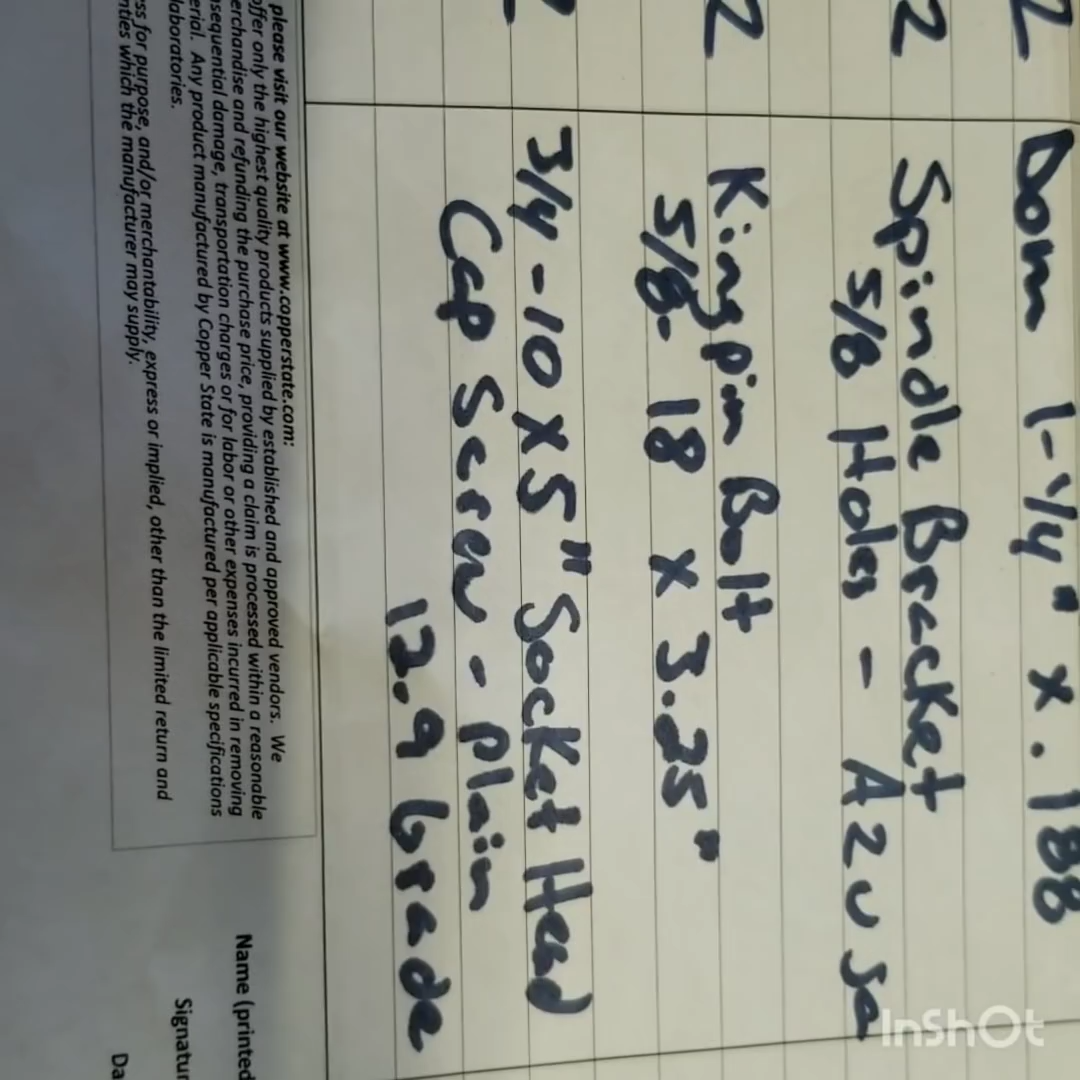 2 Dom 1-1/4" x .188
2 Spindle Bracket
5/8 Holes - Azusa
2 Kingpin Bolt
5/8-18 x 3.25"
3/4-10 x 5" Socket Head
Cap Screw - plain
12.9 Grade
please visit our website at www.copperstate.com:
offer only the highest quality products supplied by established and approved vendors. We
merchandise and refunding the purchase price, providing a claim is processed within a reasonable
nsequential damage, transportation charges or for labor or other expenses incurred in removing
erial. Any product manufactured by Copper State is manufactured per applicable specifications
laboratories.
ss for purpose, and/or merchantability, express or implied, other than the limited return and
nties which the manufacturer may supply.
Name (printed
Signatur
Da
InShOt